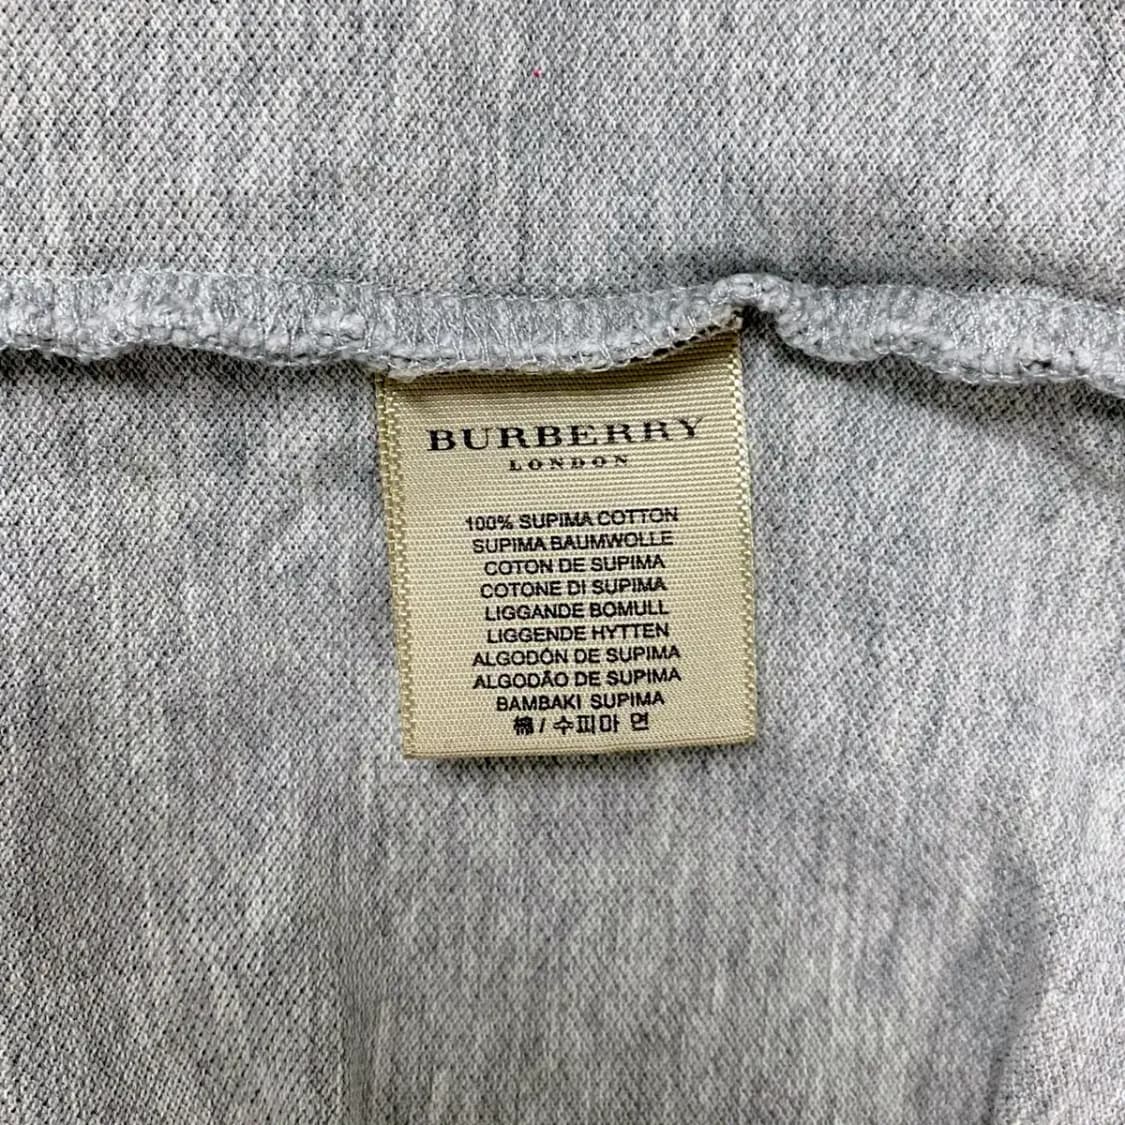 BURBERRY
LONDON
100% SUPIMA COTTON
SUPIMA BAUMWOLLE
COTON DE SUPIMA
COTONE DI SUPIMA
LIGGANDE BOMULL
LIGGENDE HYTTEN
ALGODÓN DE SUPIMA
ALGODÃO DE SUPIMA
BAMBAKI SUPIMA
棉 / 수피마 면